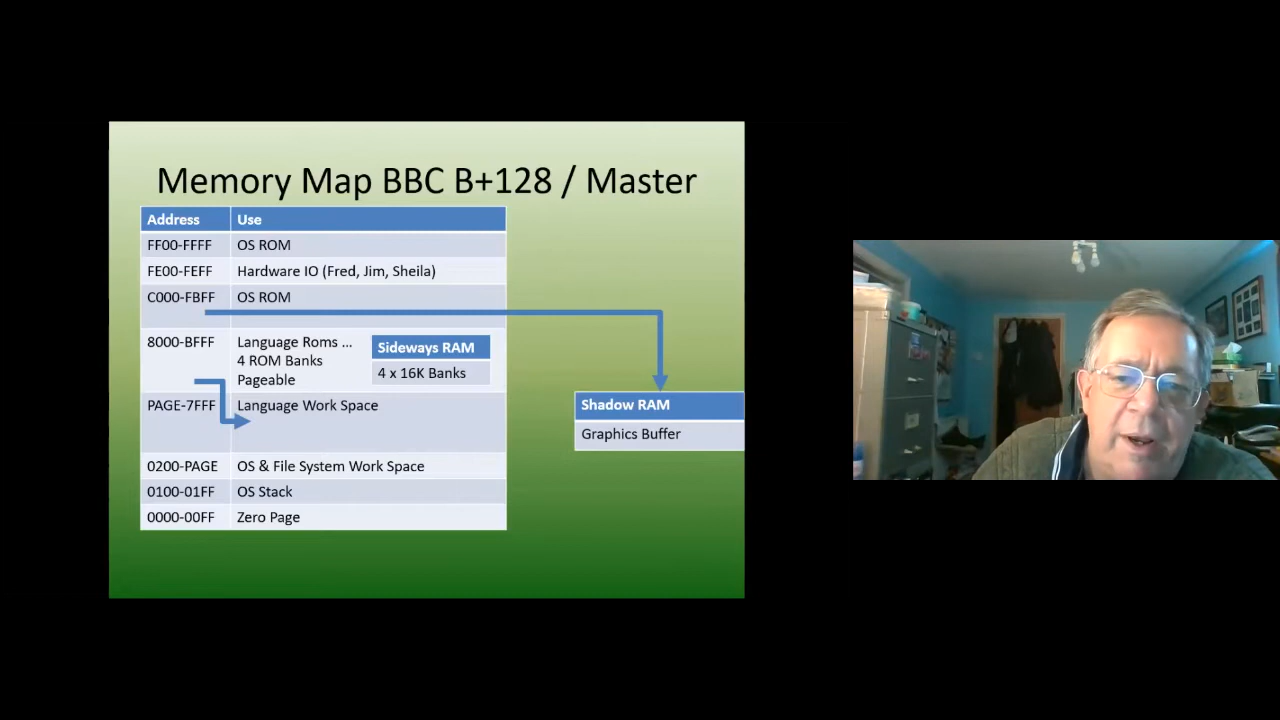 Memory Map BBC B+128 / Master
Address Use
FF00-FFFF OS ROM
FE00-FEFF Hardware IO (Fred, Jim, Sheila)
C000-FBFF OS ROM
8000-BFFF Language Roms ...
4 ROM Banks
Pageable
Sideways RAM
4 x 16K Banks
PAGE-7FFF Language Work Space
Shadow RAM
Graphics Buffer
0200-PAGE OS & File System Work Space
0100-01FF OS Stack
0000-00FF Zero Page